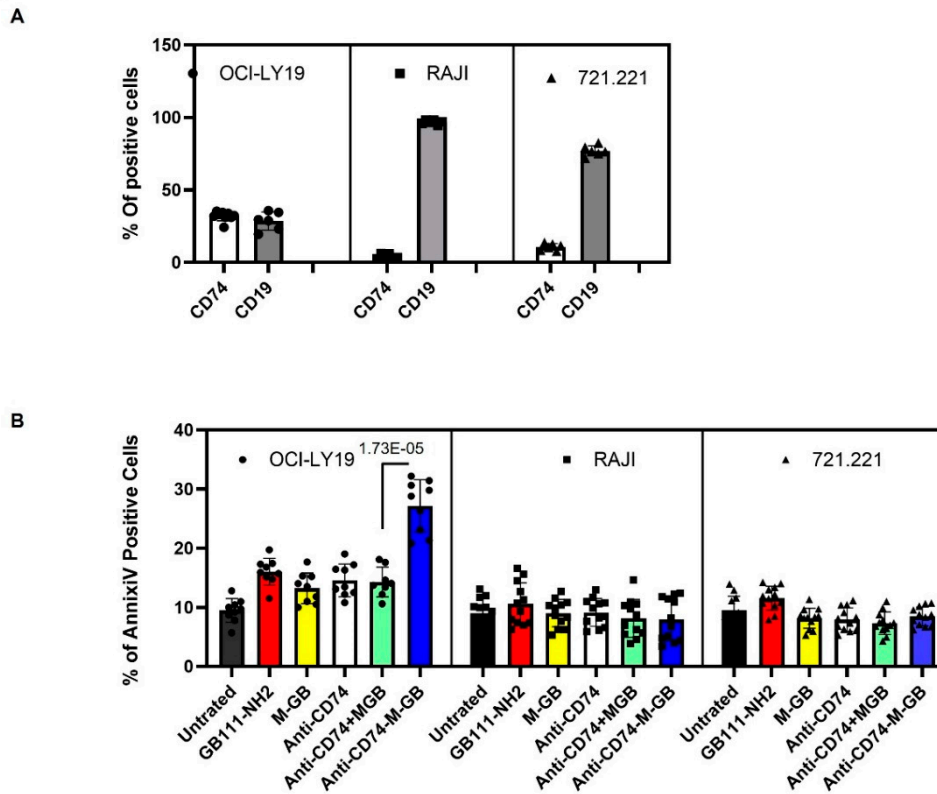 A
150
100
50
0
% Of positive cells
OCI-LY19
RAJI
721.221
CD74
CD19
CD74
CD19
CD74
CD19
B
40
30
20
10
0
% of AnnixiV Positive Cells
OCI-LY19
1.73E-05
RAJI
721.221
Untrated
GB111-NH2
M-GB
Anti-CD74
Anti-CD74+MGB
Anti-CD74-M-GB
Untrated
GB111-NH2
M-GB
Anti-CD74
Anti-CD74+MGB
Anti-CD74-M-GB
Untrated
GB111-NH2
M-GB
Anti-CD74
Anti-CD74+MGB
Anti-CD74-M-GB